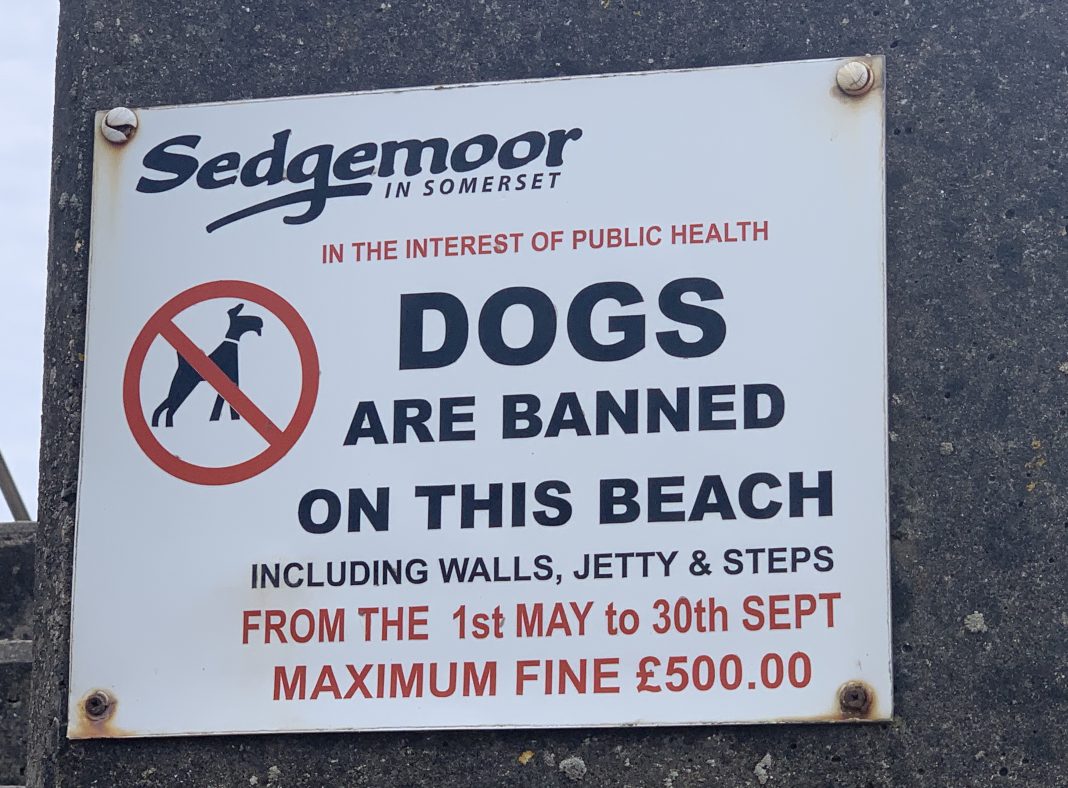 Sedgemoor
IN SOMERSET
IN THE INTEREST OF PUBLIC HEALTH
DOGS
ARE BANNED
ON THIS BEACH
INCLUDING WALLS, JETTY & STEPS
FROM THE 1st MAY to 30th SEPT
MAXIMUM FINE £500.00